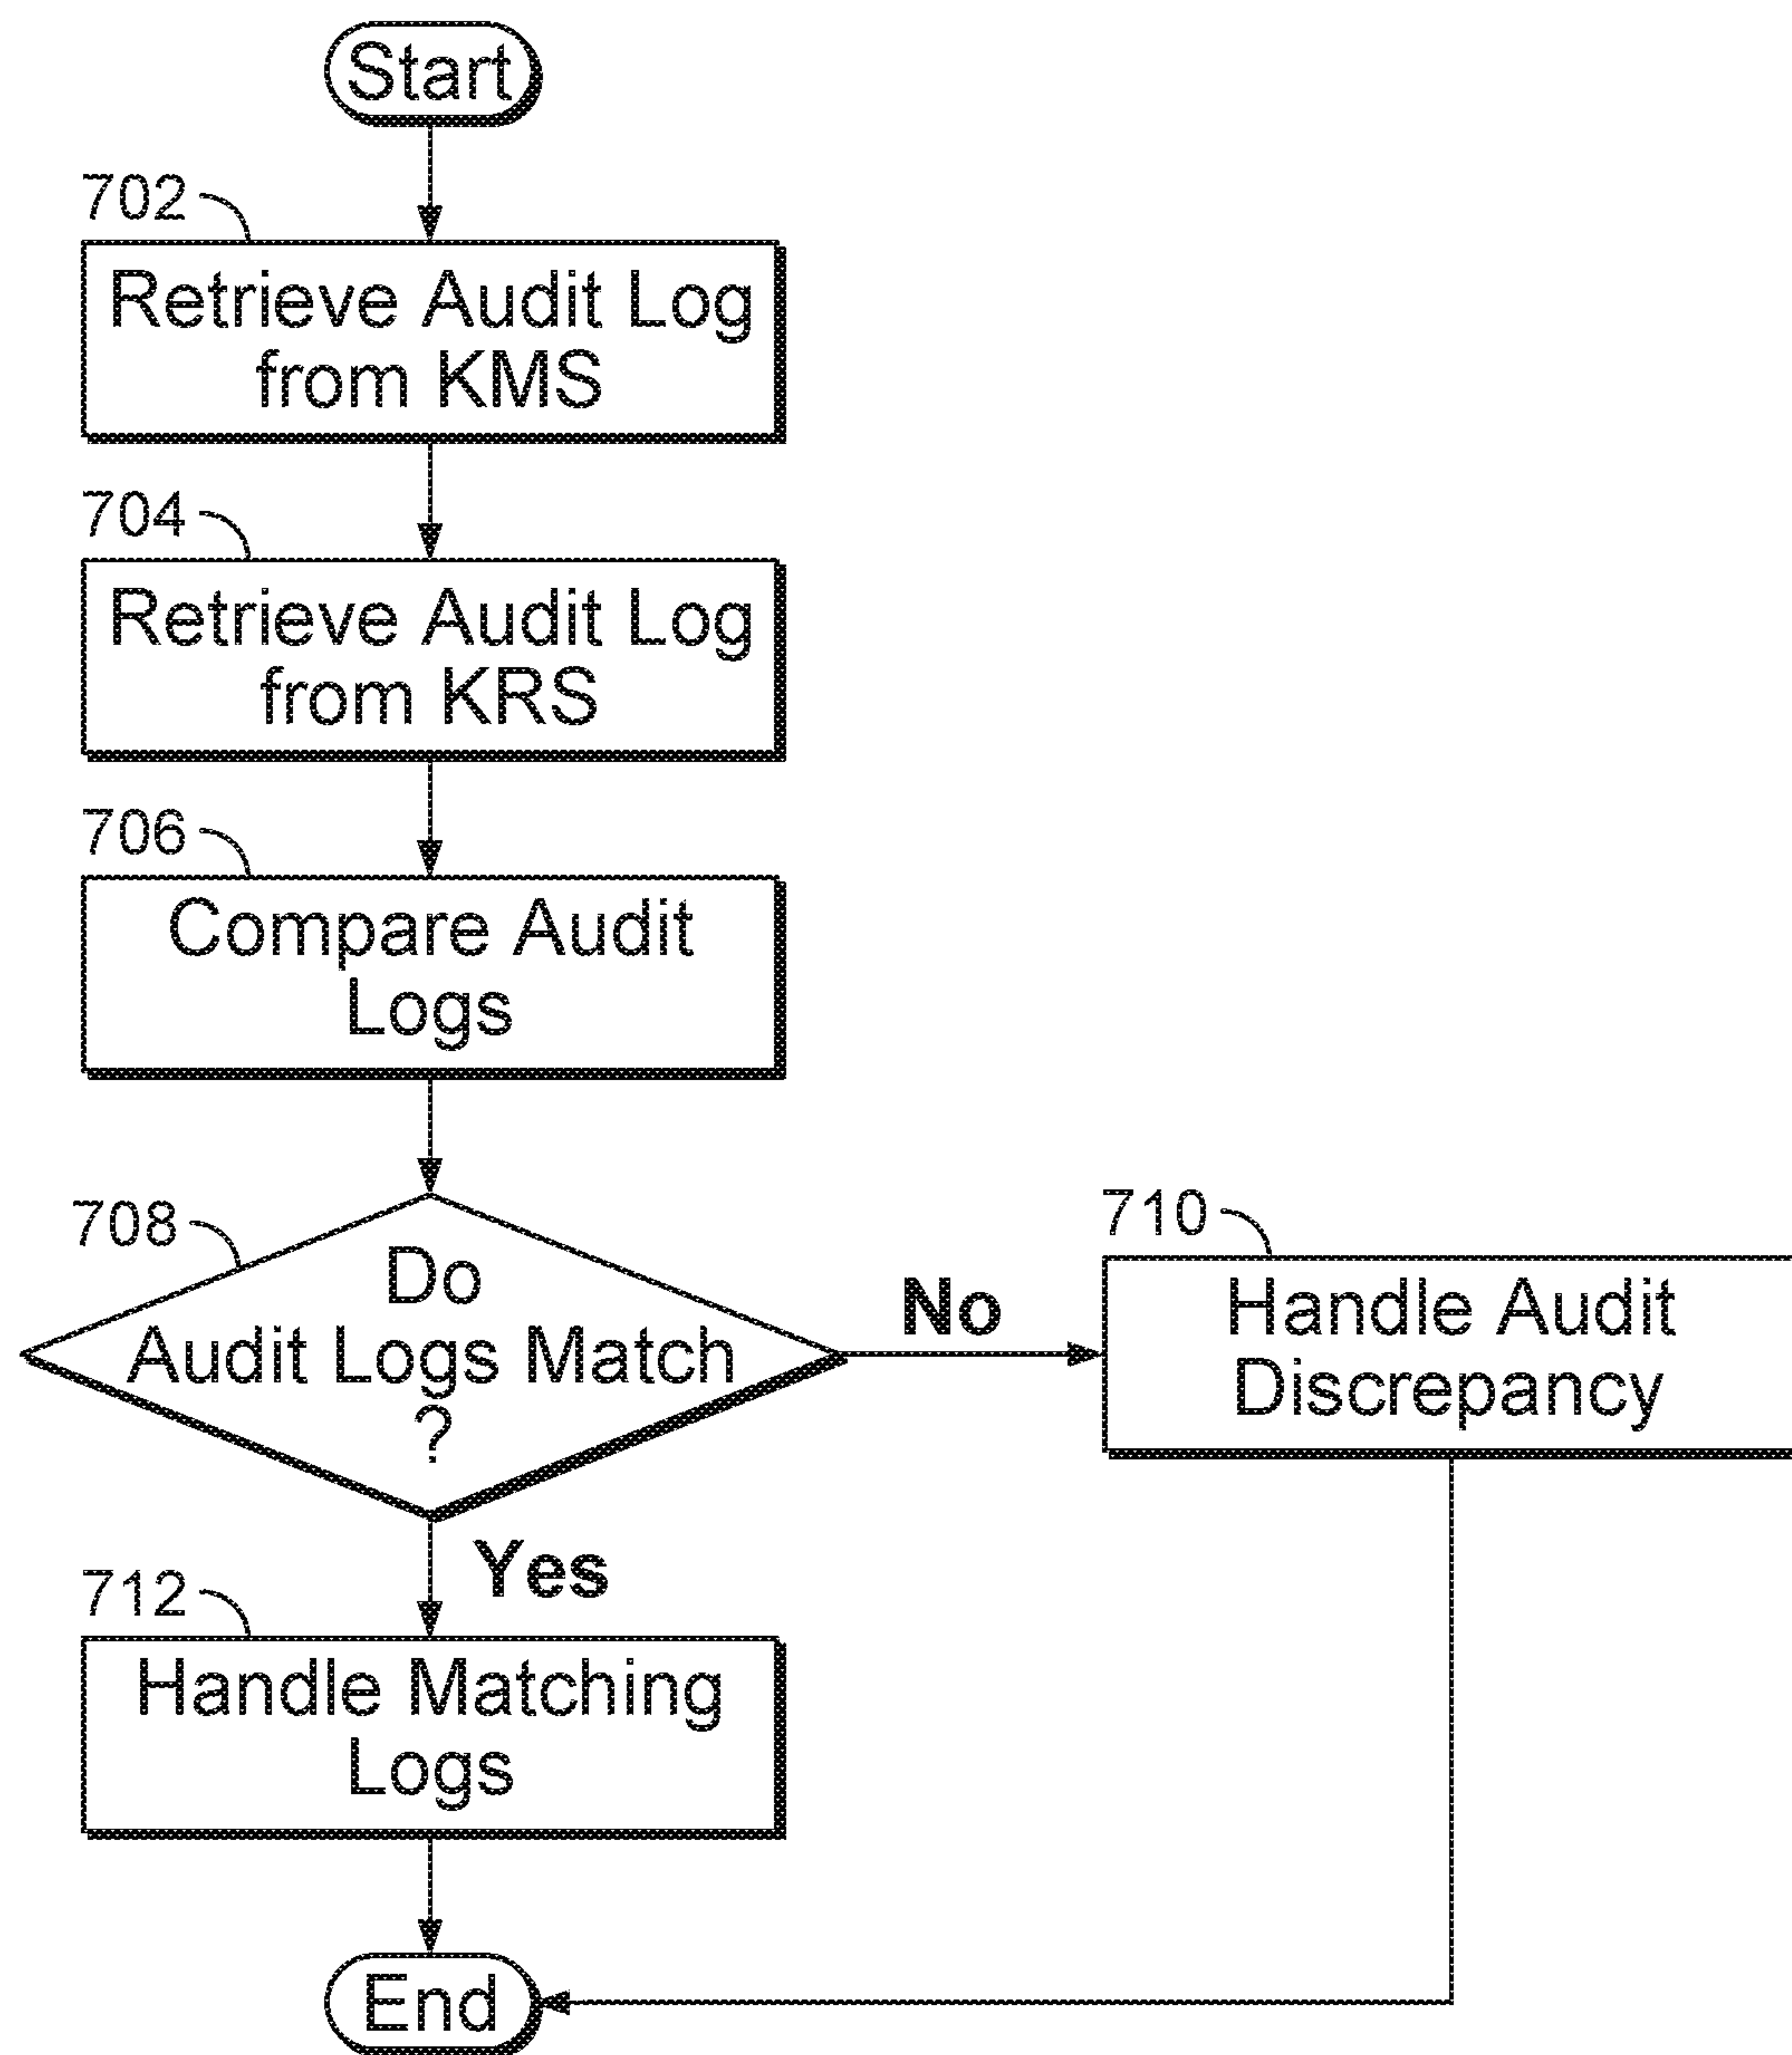 Start
702
Retrieve Audit Log
from KMS
704
Retrieve Audit Log
from KRS
706
Compare Audit
Logs
708
Do
Audit Logs Match
?
No
710
Handle Audit
Discrepancy
Yes
712
Handle Matching
Logs
End